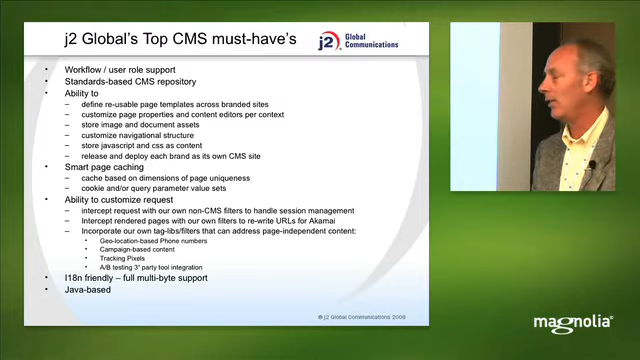 j2 Global's Top CMS must-have's
j2 Global Communications
• Workflow / user role support
• Standards-based CMS repository
• Ability to
– define re-usable page templates across branded sites
– customize page properties and content editors per context
– store image and document assets
– customize navigational structure
– store javascript and css as content
– release and deploy each brand as its own CMS site
• Smart page caching
– cache based on dimensions of page uniqueness
– cookie and/or query parameter value sets
• Ability to customize request
– intercept request with our own non-CMS filters to handle session management
– Intercept rendered pages with our own filters to re-write URLs for Akamai
– Incorporate our own tag-libs/filters that can address page-independent content:
• Geo-location-based Phone numbers
• Campaign-based content
• Tracking Pixels
• A/B testing 3rd party tool integration
• I18n friendly – full multi-byte support
• Java-based
© j2 Global Communications 2009
magnolia®